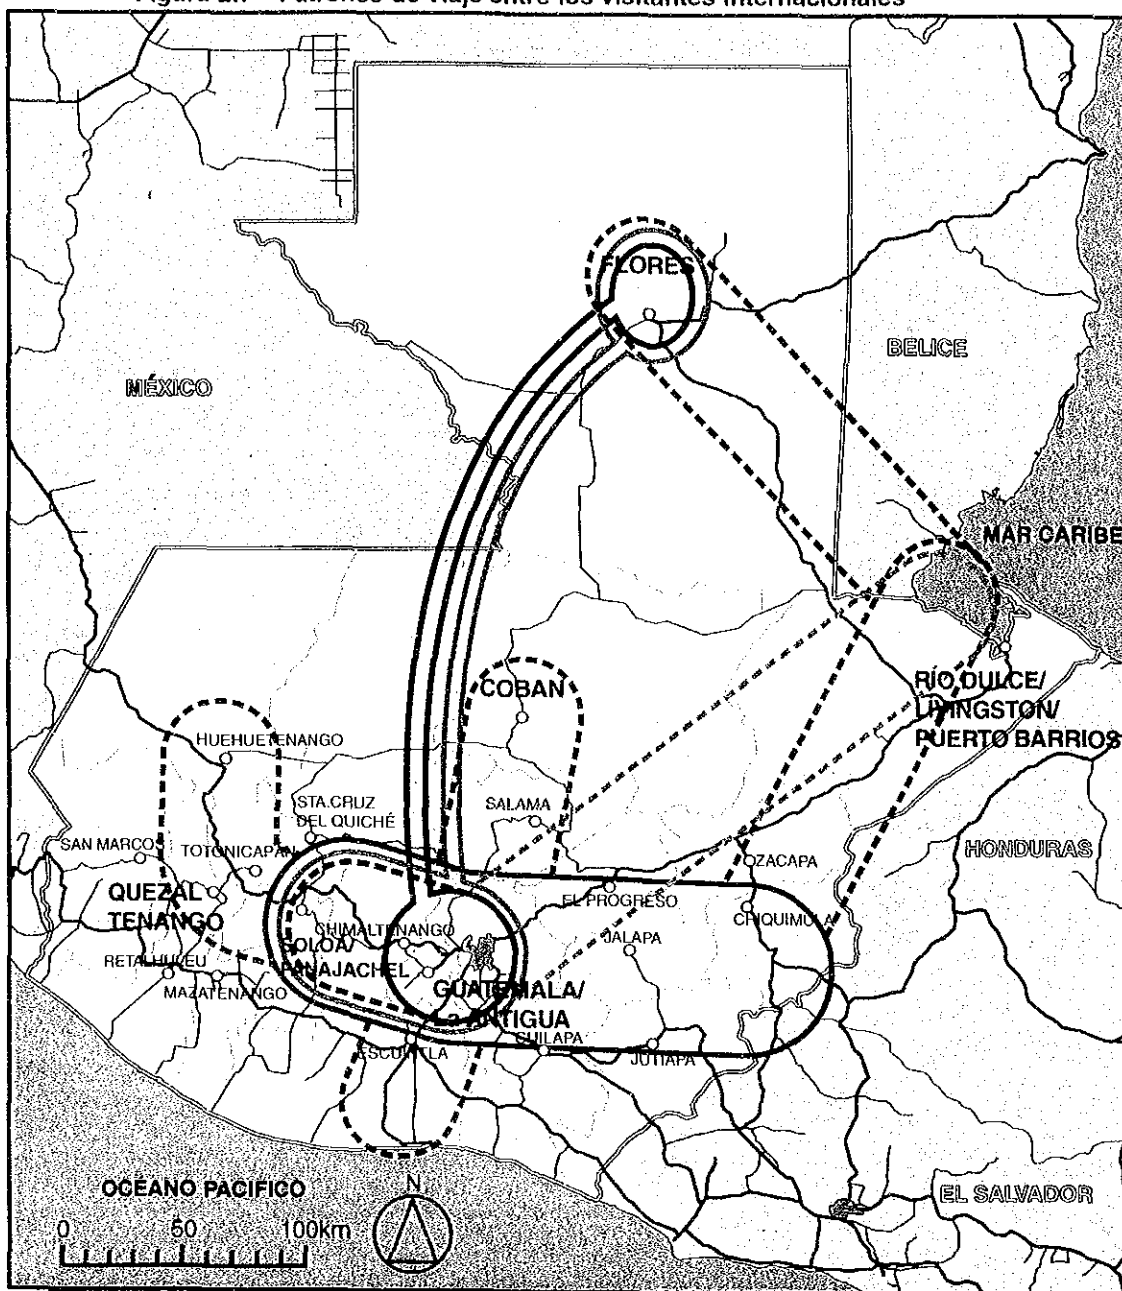 Patrones de viaje entre los visitantes internacionales
FLORES
BELICE
MÉXICO
MAR CARIBE
COBAN
RÍO DULCE/
LIVINGSTON/
PUERTO BARRIOS
HUEHUETENANGO
STA.CRUZ
DEL QUICHÉ
SALAMA
SAN MARCOS
TOTONICAPAN
ZACAPA
HONDURAS
QUEZAL
TENANGO
EL PROGRESO
CHIQUIMULA
CHIMALTENANGO
SOLOA/
PANAJACHEL
JALAPA
RETALHULEU
MAZATENANGO
GUATEMALA/
La ANTIGUA
ESCUINTLA
CUILAPA
JUTIAPA
OCÉANO PACIFICO
N
EL SALVADOR
0 50 100km